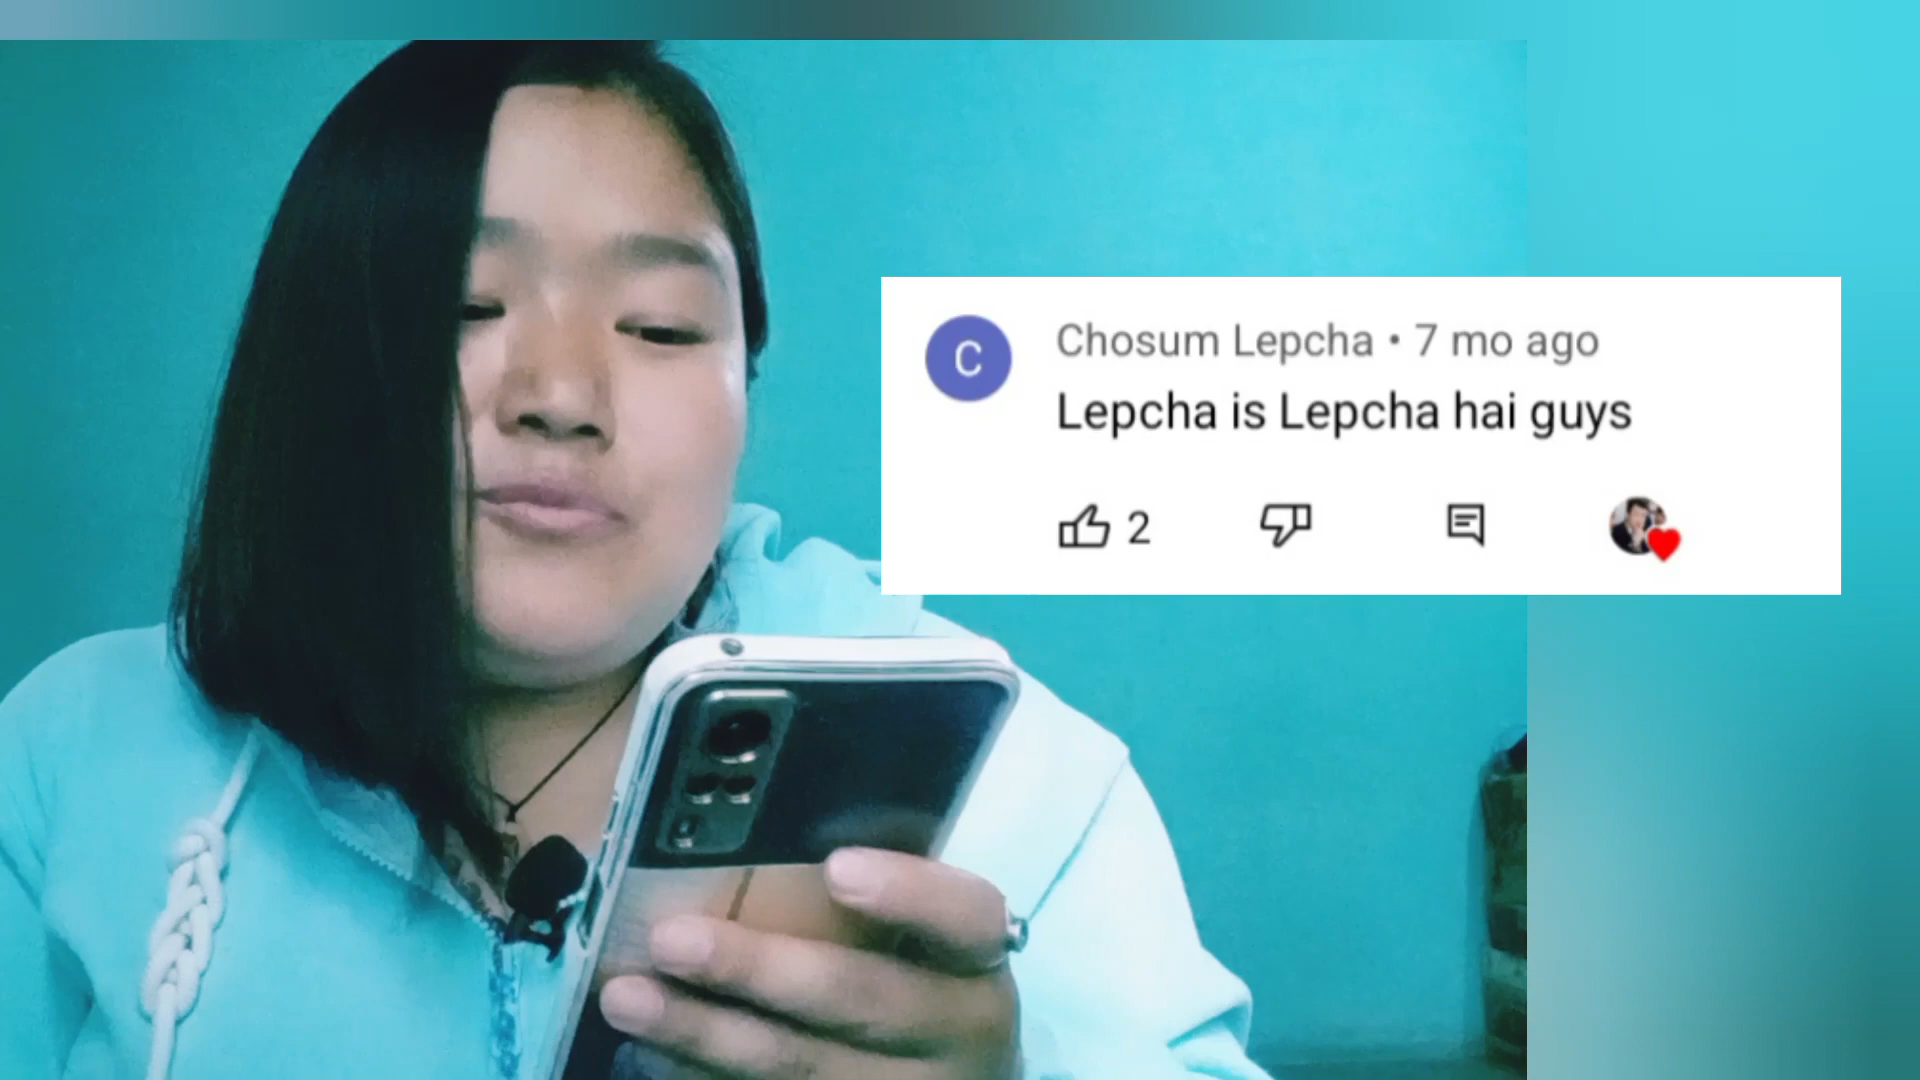 C
Chosum Lepcha • 7 mo ago
Lepcha is Lepcha hai guys
2